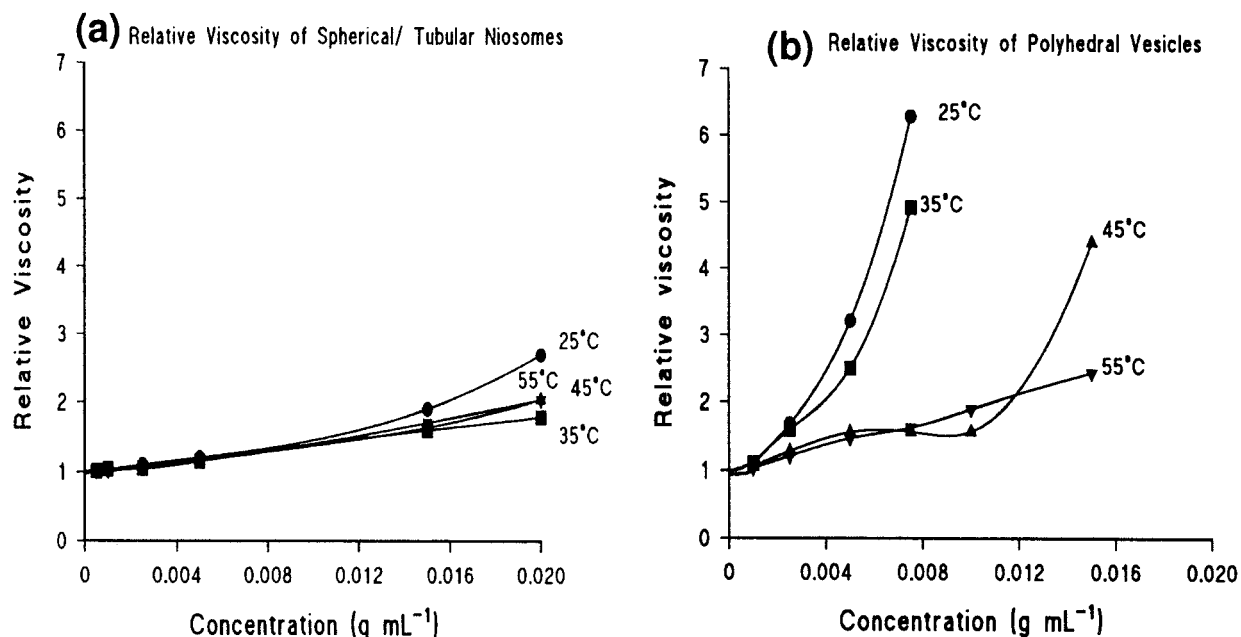 (a) Relative Viscosity of Spherical/ Tubular Niosomes
7
6
5
4
3
2
1
0
Relative Viscosity
25°C
55°C
45°C
35°C
0 0.004 0.008 0.012 0.016 0.020
Concentration (g mL⁻¹)
(b) Relative Viscosity of Polyhedral Vesicles
7
6
5
4
3
2
1
0
Relative viscosity
25°C
35°C
45°C
55°C
0 0.004 0.008 0.012 0.016 0.020
Concentration (g mL⁻¹)